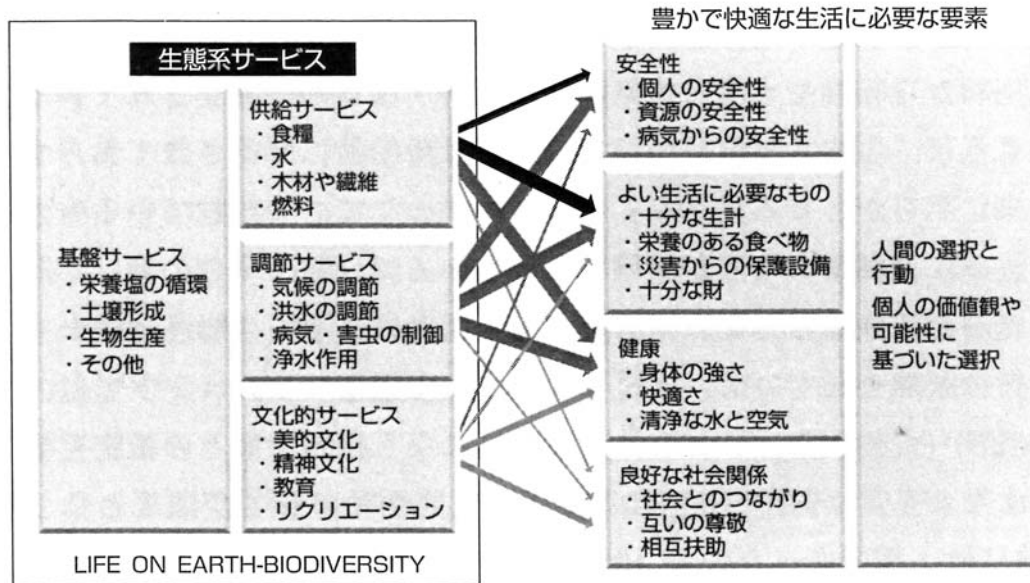 豊かで快適な生活に必要な要素
生態系サービス
基盤サービス
・栄養塩の循環
・土壌形成
・生物生産
・その他
供給サービス
・食糧
・水
・木材や繊維
・燃料
調節サービス
・気候の調節
・洪水の調節
・病気・害虫の制御
・浄水作用
文化的サービス
・美的文化
・精神文化
・教育
・リクリエーション
LIFE ON EARTH-BIODIVERSITY
安全性
・個人の安全性
・資源の安全性
・病気からの安全性
よい生活に必要なもの
・十分な生計
・栄養のある食べ物
・災害からの保護設備
・十分な財
健康
・身体の強さ
・快適さ
・清浄な水と空気
良好な社会関係
・社会とのつながり
・互いの尊敬
・相互扶助
人間の選択と
行動
個人の価値観や
可能性に
基づいた選択